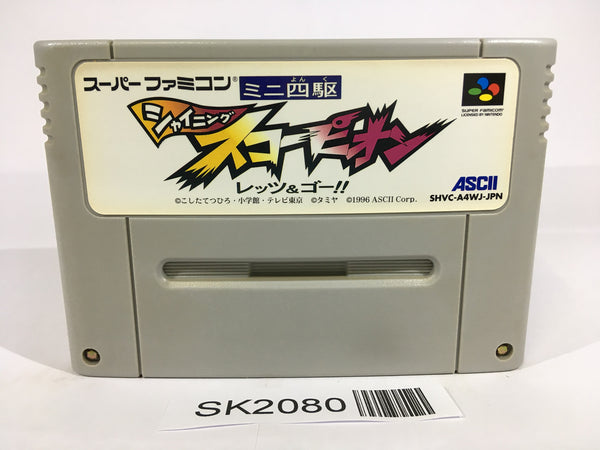 スーパーファミコン®
ミニ四駆
よんく
シャイニング
スコーピオン
レッツ&ゴー!!
SUPER FAMICOM
LICENSED BY NINTENDO
ASCII
SHVC-A4WJ-JPN
©こしたてつひろ・小学館・テレビ東京 ©タミヤ ©1996 ASCII Corp.
SK2080